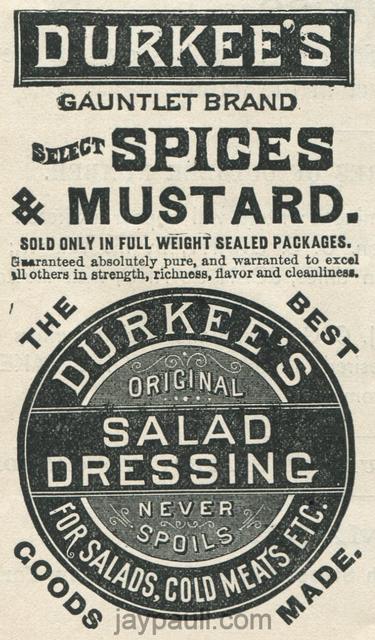 DURKEE'S
GAUNTLET BRAND
SELECT SPICES
& MUSTARD.
SOLD ONLY IN FULL WEIGHT SEALED PACKAGES.
Guaranteed absolutely pure, and warranted to excel
all others in strength, richness, flavor and cleanliness.
THE BEST
DURKEE'S
ORIGINAL
SALAD
DRESSING
NEVER
SPOILS
FOR SALADS, COLD MEATS ETC.
GOODS MADE.
jaypaull.com